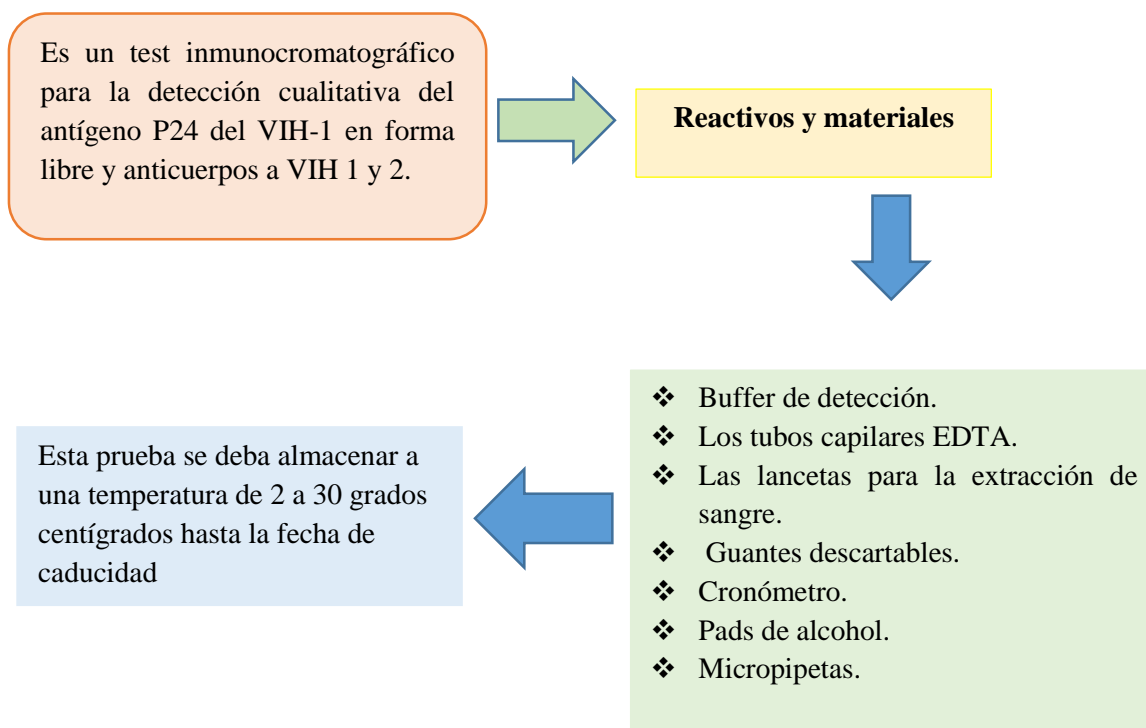 Es un test inmunocromatográfico
para la detección cualitativa del
antígeno P24 del VIH-1 en forma
libre y anticuerpos a VIH 1 y 2.
Reactivos y materiales
❖ Buffer de detección.
❖ Los tubos capilares EDTA.
❖ Las lancetas para la extracción de
sangre.
❖ Guantes descartables.
❖ Cronómetro.
❖ Pads de alcohol.
❖ Micropipetas.
Esta prueba se deba almacenar a
una temperatura de 2 a 30 grados
centígrados hasta la fecha de
caducidad